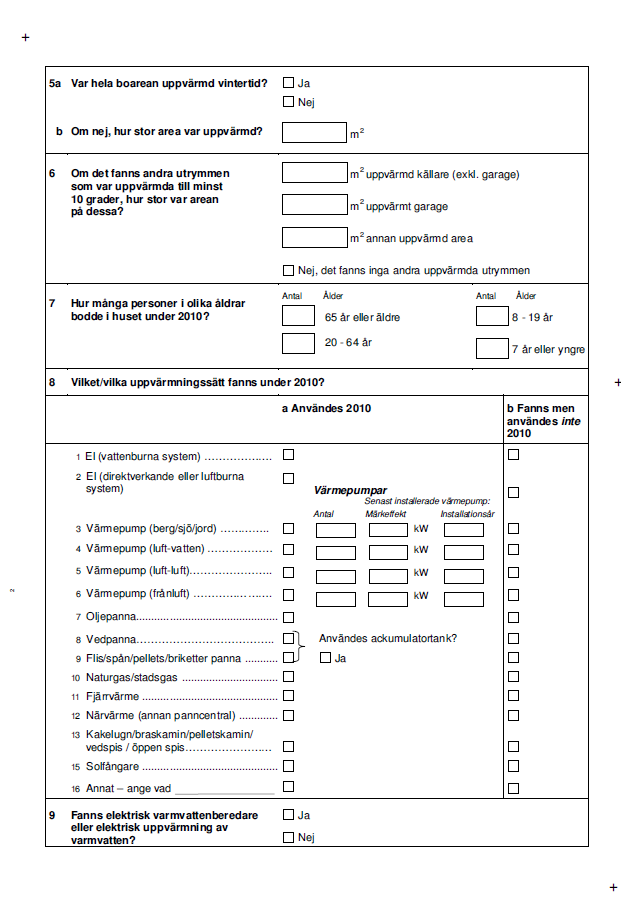 +
5a Var hela boarean uppvärmd vintertid? Ja
Nej
b Om nej, hur stor area var uppvärmd? m²
6 Om det fanns andra utrymmen
som var uppvärmda till minst
10 grader, hur stor var arean
på dessa?
m² uppvärmd källare (exkl. garage)
m² uppvärmt garage
m² annan uppvärmd area
Nej, det fanns inga andra uppvärmda utrymmen
7 Hur många personer i olika åldrar
bodde i huset under 2010?
Antal Ålder Antal Ålder
65 år eller äldre 8 - 19 år
20 - 64 år 7 år eller yngre
8 Vilket/vilka uppvärmningssätt fanns under 2010?
+
a Användes 2010
b Fanns men
användes inte
2010
1 El (vattenburna system) ………………
2 El (direktverkande eller luftburna
system)
Värmepumpar
Senast installerade värmepump:
Antal Märkeffekt Installationsår
3 Värmepump (berg/sjö/jord) ………….. kW
4 Värmepump (luft-vatten) ……………… kW
5 Värmepump (luft-luft)………………….. kW
6 Värmepump (frånluft) ………………… kW
7 Oljepanna...............................................
8 Vedpanna……………………………….. Användes ackumulatortank?
9 Flis/spån/pellets/briketter panna ........... Ja
10 Naturgas/stadsgas ................................
11 Fjärrvärme ..............................................
12 Närvärme (annan panncentral) .............
13 Kakelugn/braskamin/pelletskamin/
vedspis / öppen spis……………………
15 Solfångare ..............................................
16 Annat – ange vad _________________
2
9 Fanns elektrisk varmvattenberedare
eller elektrisk uppvärmning av
varmvatten?
Ja
Nej
+